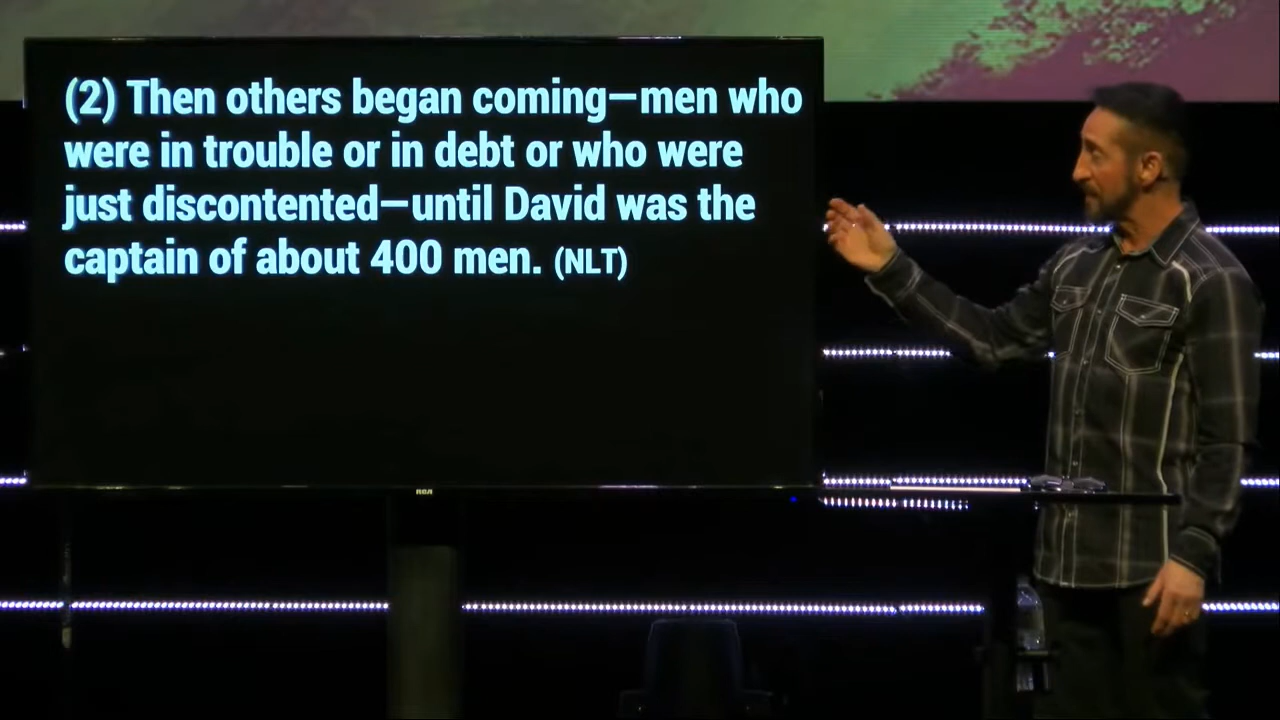 (2) Then others began coming—men who
were in trouble or in debt or who were
just discontented—until David was the
captain of about 400 men. (NLT)
RCA